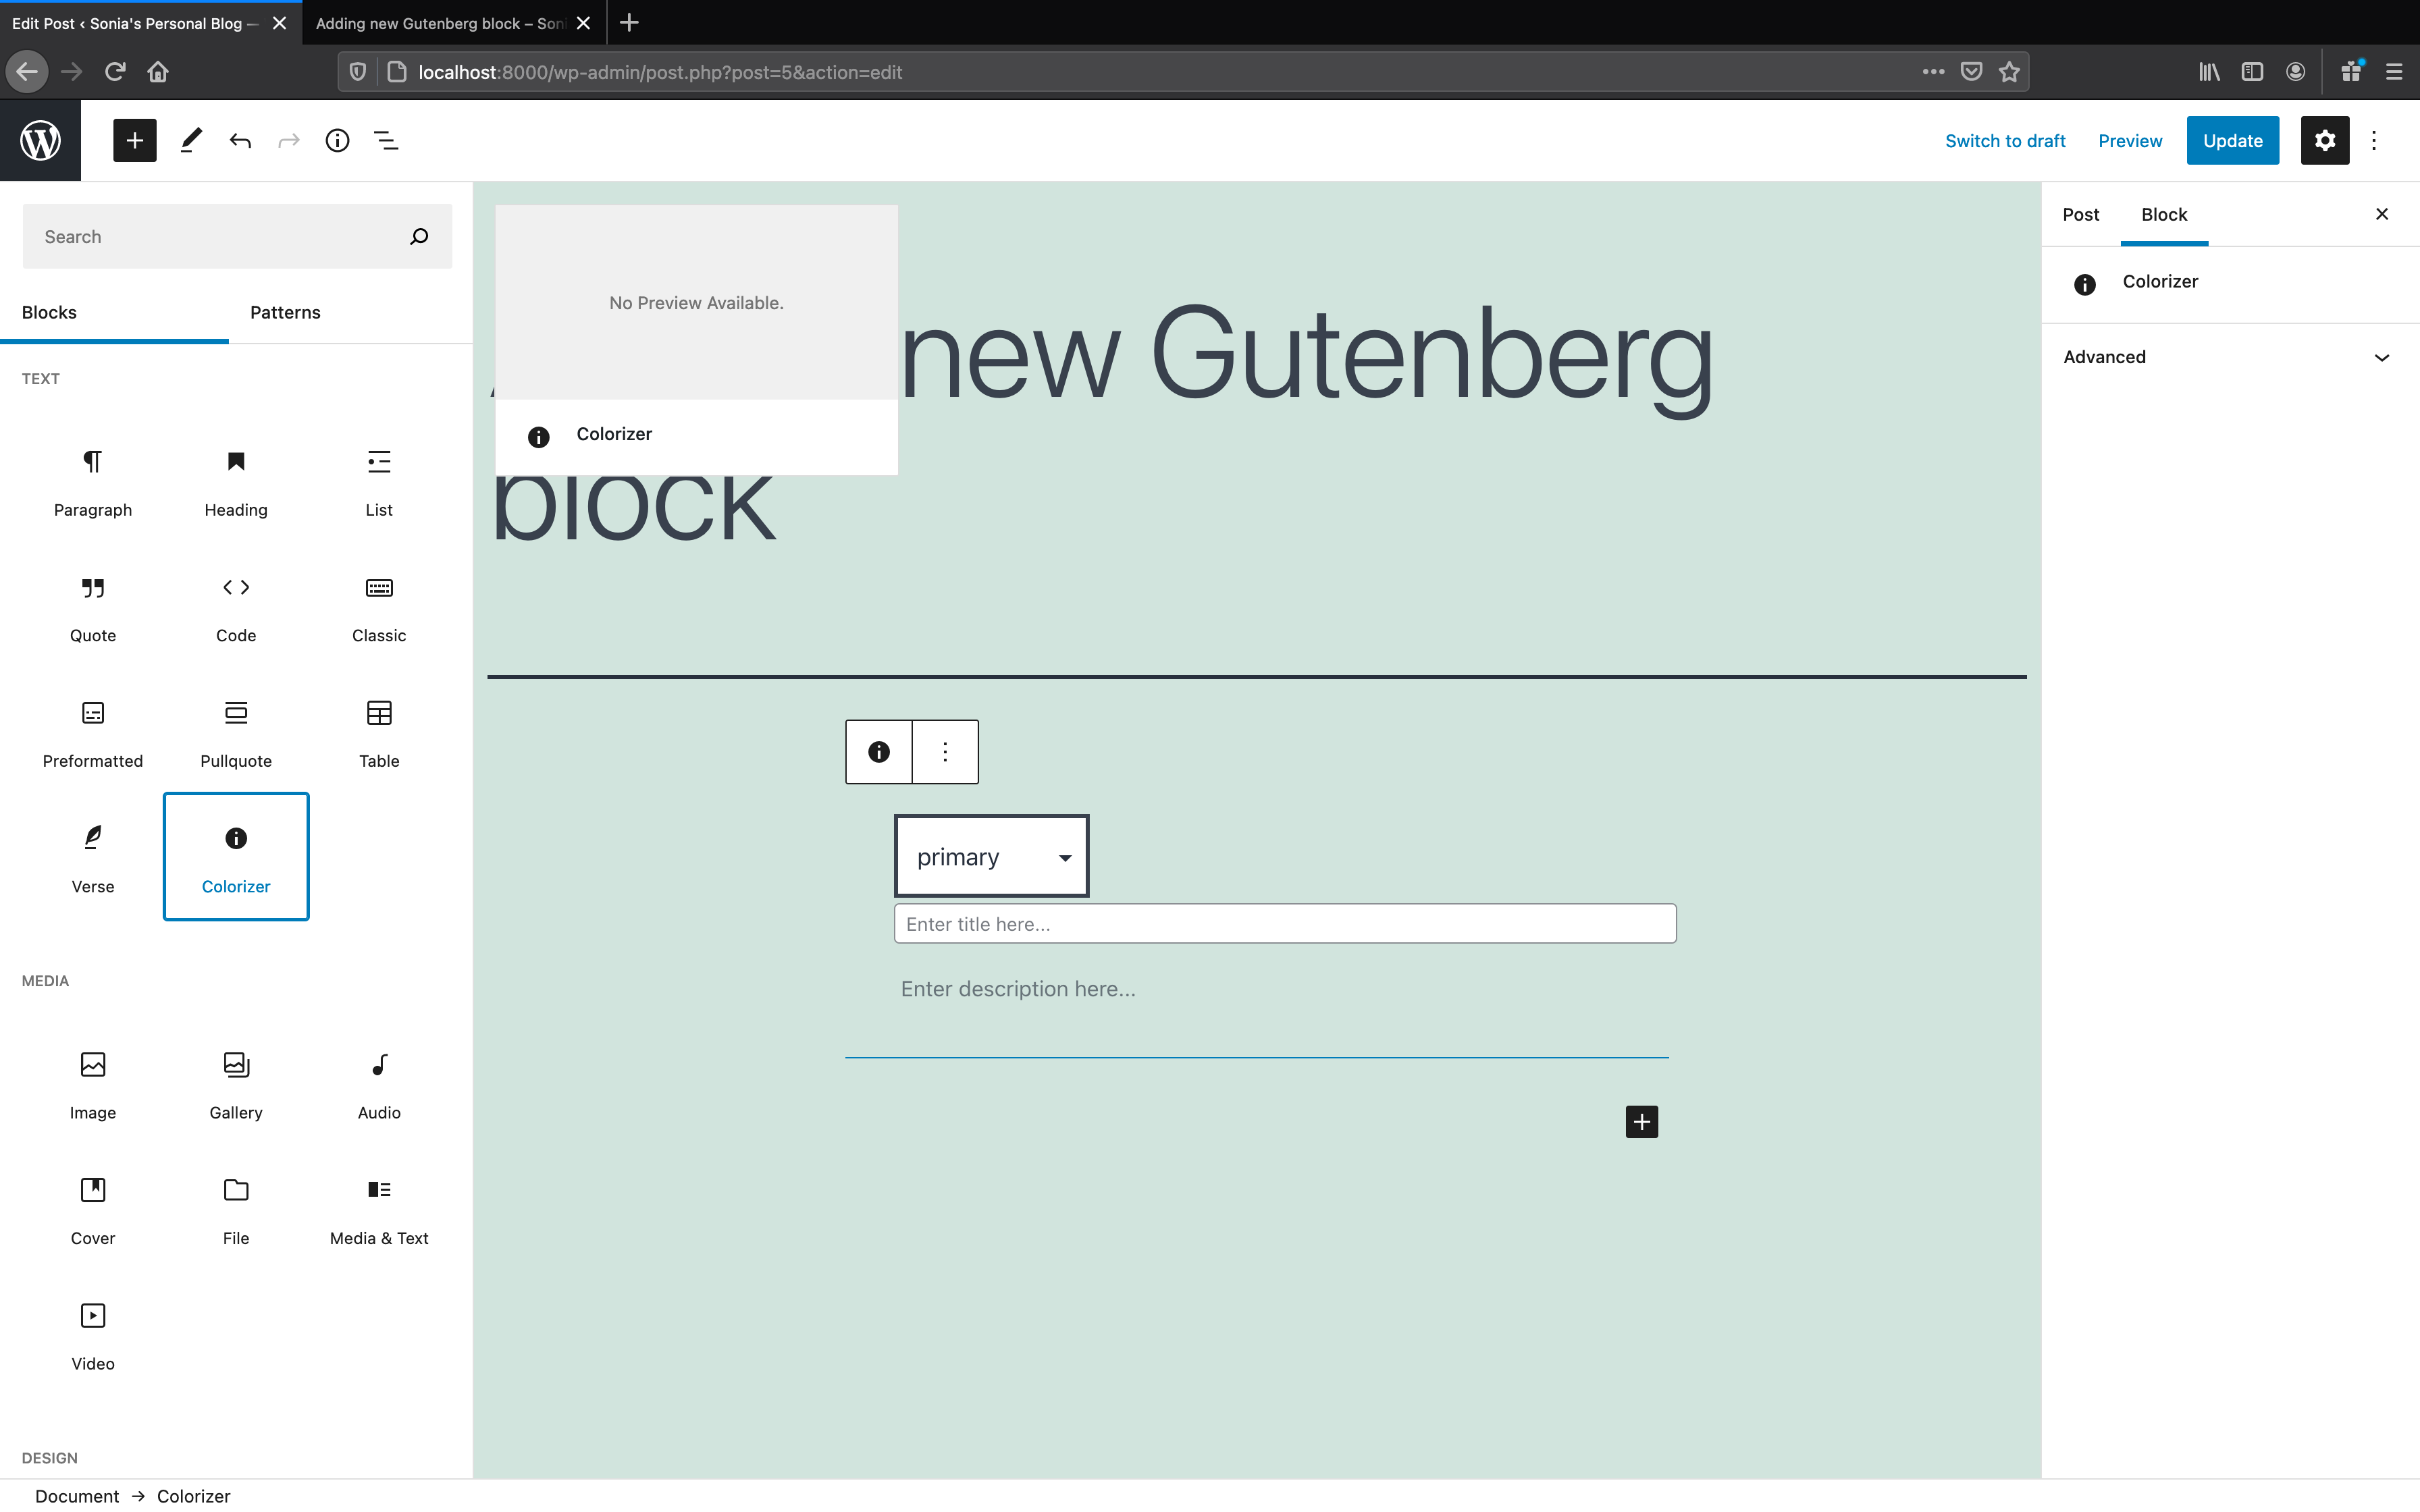 Edit Post ‹ Sonia's Personal Blog —
Adding new Gutenberg block – Soni
localhost:8000/wp-admin/post.php?post=5&action=edit
Switch to draft
Preview
Update
Search
Blocks
Patterns
TEXT
Paragraph
Heading
List
Quote
Code
Classic
Preformatted
Pullquote
Table
Verse
Colorizer
MEDIA
Image
Gallery
Audio
Cover
File
Media & Text
Video
DESIGN
No Preview Available.
Colorizer
new Gutenberg
block
primary
Enter title here...
Enter description here...
Post
Block
Colorizer
Advanced
Document → Colorizer